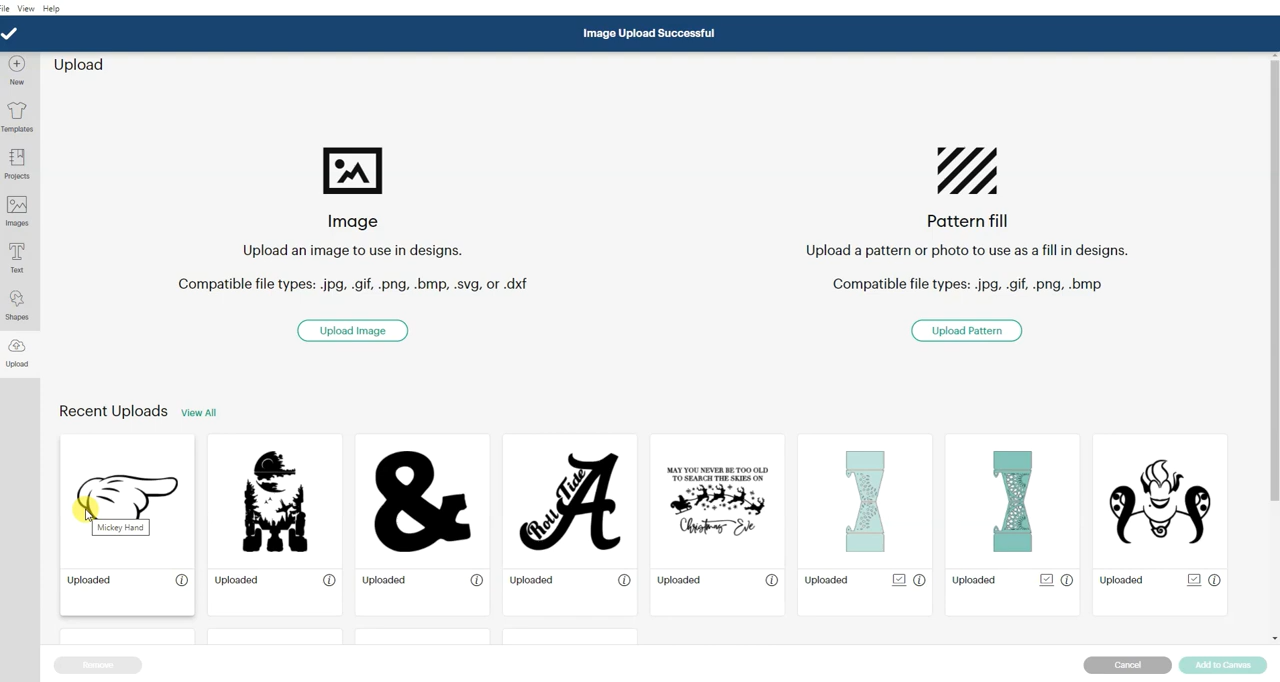 File View Help
Image Upload Successful
New
Templates
Projects
Images
Text
Shapes
Upload
Upload
Image
Upload an image to use in designs.
Compatible file types: .jpg, .gif, .png, .bmp, .svg, or .dxf
Upload Image
Pattern fill
Upload a pattern or photo to use as a fill in designs.
Compatible file types: .jpg, .gif, .png, .bmp
Upload Pattern
Recent Uploads View All
Mickey Hand
&
Roll Tide A
MAY YOU NEVER BE TOO OLD
TO SEARCH THE SKIES ON
Christmas Eve
Uploaded
Uploaded
Uploaded
Uploaded
Uploaded
Uploaded
Uploaded
Uploaded
Remove
Cancel
Add to Canvas